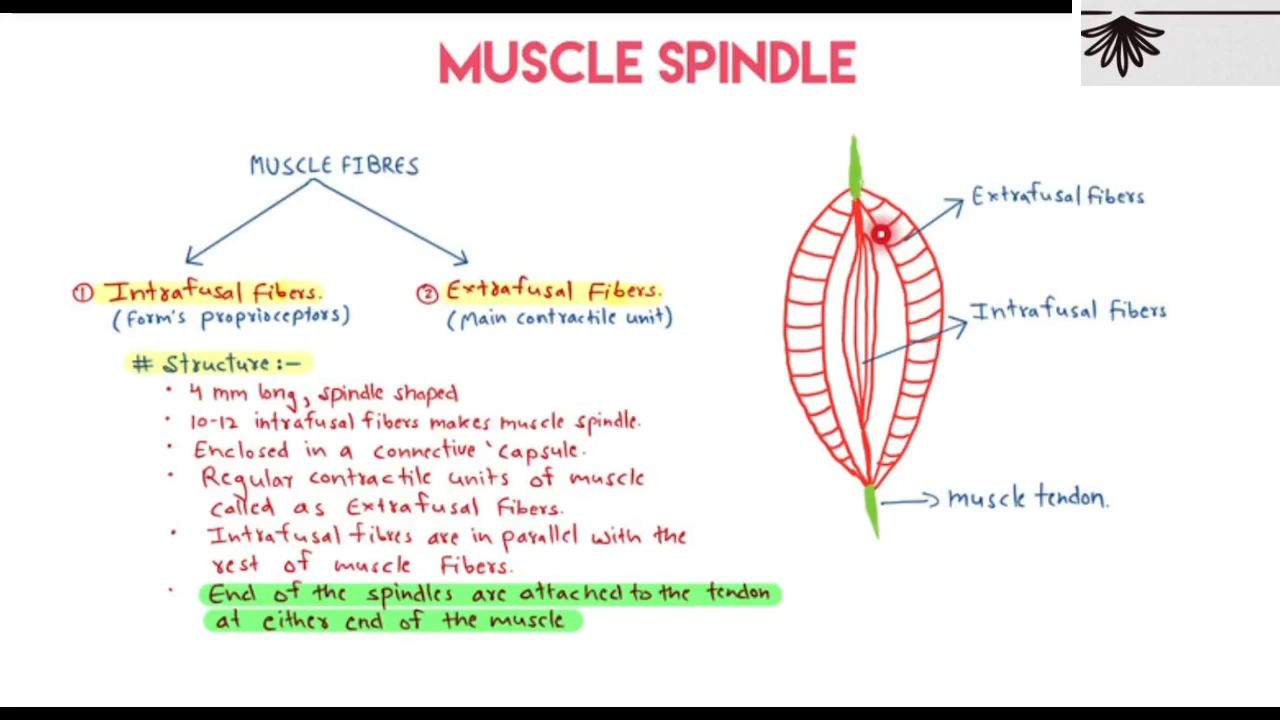 MUSCLE SPINDLE
MUSCLE FIBRES
① Intrafusal Fibers.
(Form's proprioceptors)
② Extrafusal Fibers.
(Main contractile unit)
# Structure :-
• 4 mm long, spindle shaped
• 10-12 intrafusal fibers makes muscle spindle.
• Enclosed in a connective 'capsule.
• Regular contractile units of muscle
called as Extrafusal Fibers.
• Intrafusal fibres are in parallel with the
rest of muscle Fibers.
• End of the spindles are attached to the tendon
at either end of the muscle
Extrafusal fibers
Intrafusal fibers
muscle tendon.